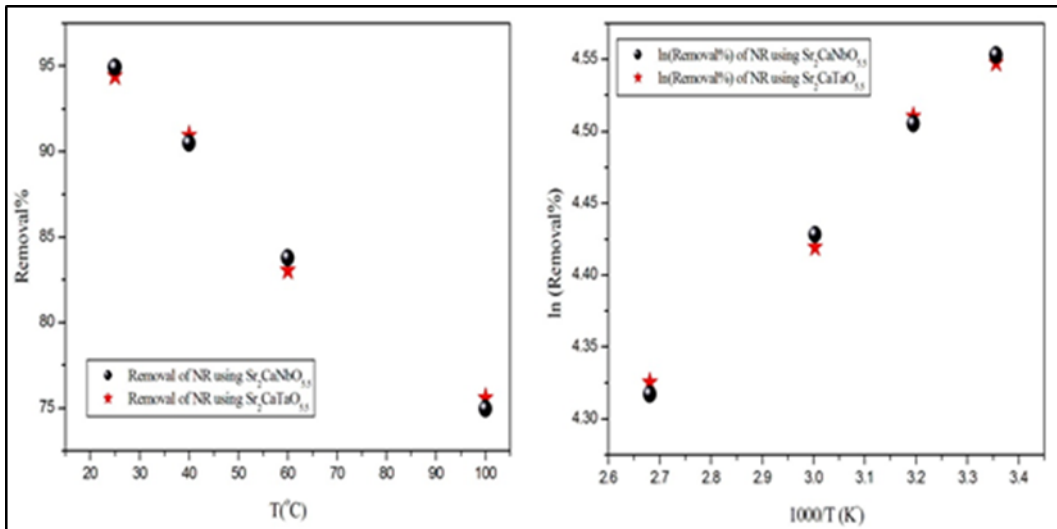 95
90
85
80
75
Removal%
Removal of NR using Sr₂CaNbO₅.₅
Removal of NR using Sr₂CaTaO₅.₅
20 30 40 50 60 70 80 90 100
T(°C)
4.55
4.50
4.45
4.40
4.35
4.30
ln (Removal%)
ln(Removal%) of NR using Sr₂CaNbO₅.₅
ln(Removal%) of NR using Sr₂CaTaO₅.₅
2.6 2.7 2.8 2.9 3.0 3.1 3.2 3.3 3.4
1000/T (K)